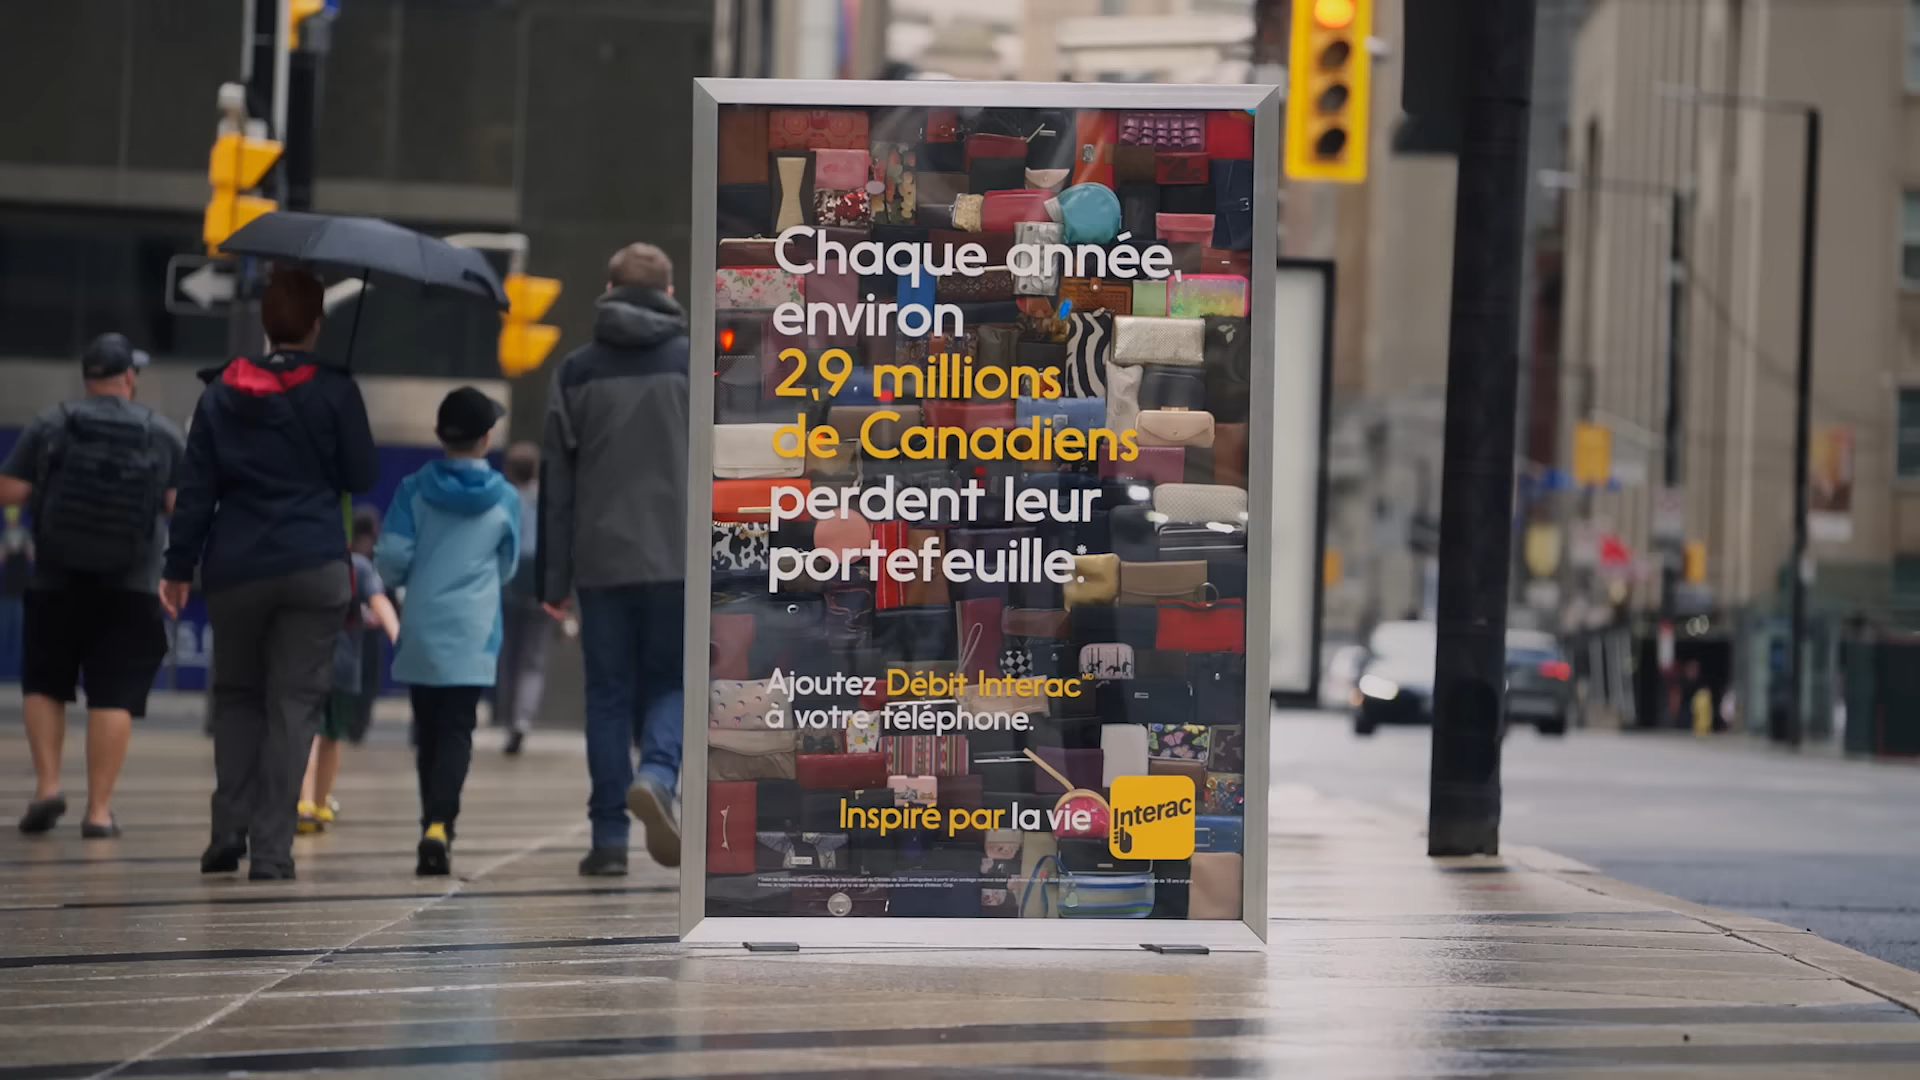 Chaque année,
environ
2,9 millions
de Canadiens
perdent leur
portefeuille.*
Ajoutez Débit Interac MD
à votre téléphone.
Inspiré par la vie
Interac